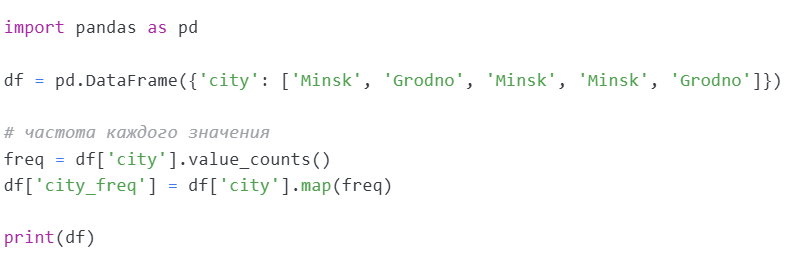 import pandas as pd
df = pd.DataFrame({'city': ['Minsk', 'Grodno', 'Minsk', 'Minsk', 'Grodno']})
# частота каждого значения
freq = df['city'].value_counts()
df['city_freq'] = df['city'].map(freq)
print(df)